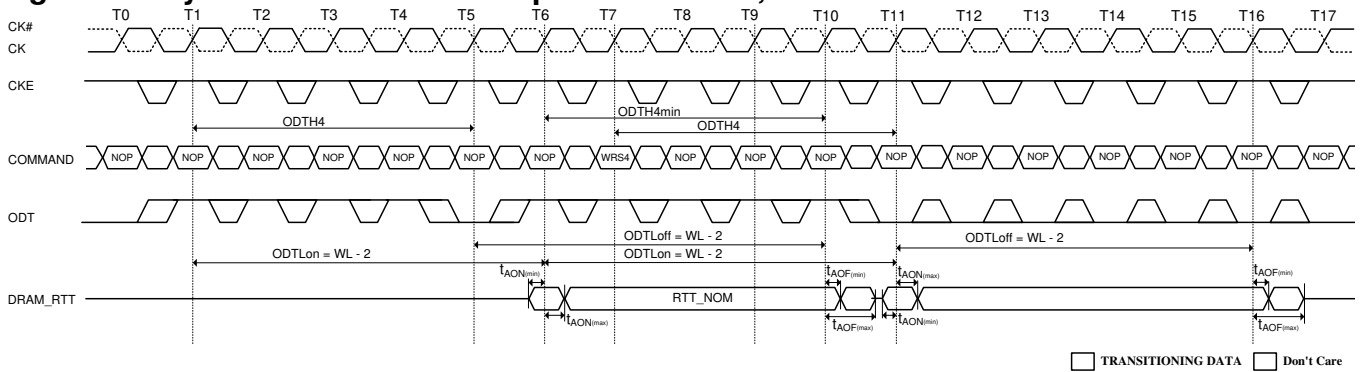 T0 T1 T2 T3 T4 T5 T6 T7 T8 T9 T10 T11 T12 T13 T14 T15 T16 T17
CK#
CK
CKE
ODTH4min
ODTH4 ODTH4
COMMAND NOP NOP NOP NOP NOP NOP NOP WRS4 NOP NOP NOP NOP NOP NOP NOP NOP NOP NOP
ODT
ODTLoff = WL - 2 ODTLoff = WL - 2
ODTLon = WL - 2 ODTLon = WL - 2
tAON(min) tAOF(min) tAON(max) tAOF(min)
DRAM_RTT RTT_NOM
tAON(max) tAOF(max) tAON(min) tAOF(max)
TRANSITIONING DATA Don't Care